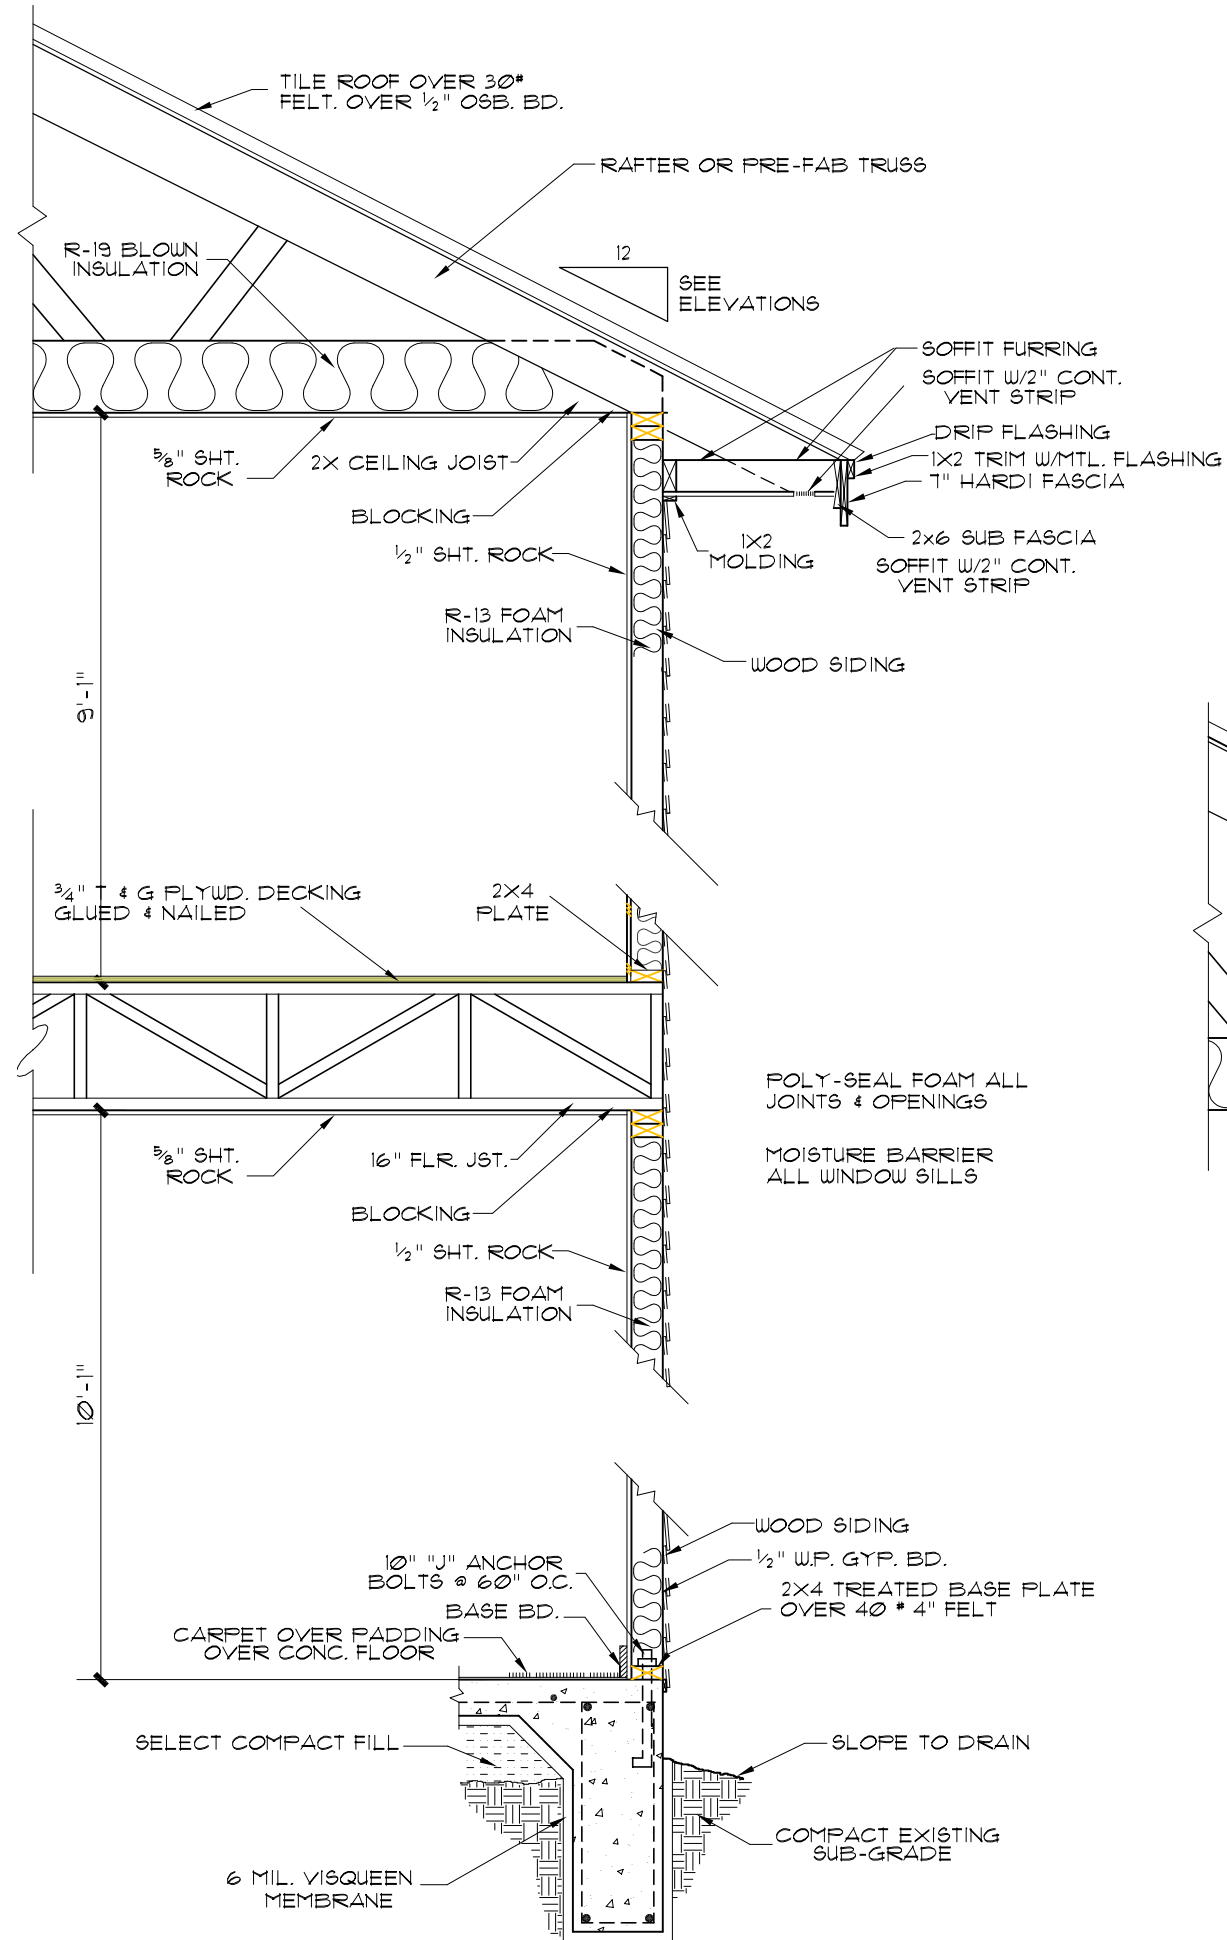 TILE ROOF OVER 30#
FELT. OVER 1/2" OSB. BD.
RAFTER OR PRE-FAB TRUSS
R-19 BLOWN
INSULATION
12
SEE
ELEVATIONS
SOFFIT FURRING
SOFFIT W/2" CONT.
VENT STRIP
DRIP FLASHING
1X2 TRIM W/MTL. FLASHING
7" HARDI FASCIA
5/8" SHT.
ROCK
2X CEILING JOIST
BLOCKING
1/2" SHT. ROCK
1X2
MOLDING
2x6 SUB FASCIA
SOFFIT W/2" CONT.
VENT STRIP
R-13 FOAM
INSULATION
WOOD SIDING
9'-1"
3/4" T & G PLYWD. DECKING
GLUED & NAILED
2X4
PLATE
POLY-SEAL FOAM ALL
JOINTS & OPENINGS
MOISTURE BARRIER
ALL WINDOW SILLS
5/8" SHT.
ROCK
16" FLR. JST.
BLOCKING
1/2" SHT. ROCK
R-13 FOAM
INSULATION
10'-1"
WOOD SIDING
1/2" W.P. GYP. BD.
2X4 TREATED BASE PLATE
OVER 40 # 4" FELT
10" "J" ANCHOR
BOLTS @ 60" O.C.
BASE BD.
CARPET OVER PADDING
OVER CONC. FLOOR
SELECT COMPACT FILL
SLOPE TO DRAIN
COMPACT EXISTING
SUB-GRADE
6 MIL. VISQUEEN
MEMBRANE